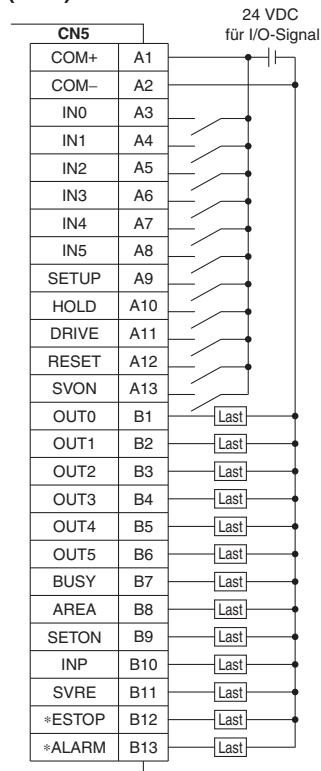 24 VDC
für I/O-Signal
CN5
COM+ A1
COM− A2
IN0 A3
IN1 A4
IN2 A5
IN3 A6
IN4 A7
IN5 A8
SETUP A9
HOLD A10
DRIVE A11
RESET A12
SVON A13
OUT0 B1 Last
OUT1 B2 Last
OUT2 B3 Last
OUT3 B4 Last
OUT4 B5 Last
OUT5 B6 Last
BUSY B7 Last
AREA B8 Last
SETON B9 Last
INP B10 Last
SVRE B11 Last
*ESTOP B12 Last
*ALARM B13 Last